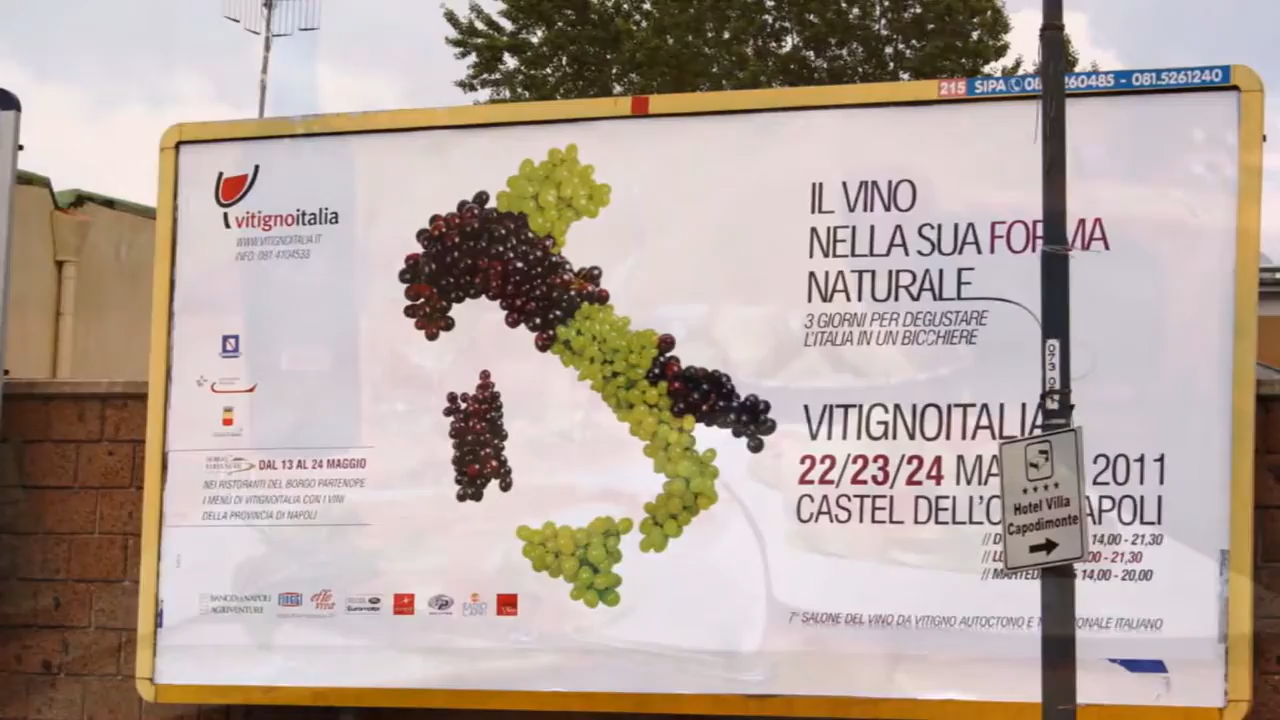 215 SIPA 260485 - 081.5261240
vitignoitalia
WWW.VITIGNOITALIA.IT
INFO: 081 4104533
IL VINO
NELLA SUA FORMA
NATURALE
3 GIORNI PER DEGUSTARE
L'ITALIA IN UN BICCHIERE
VITIGNOITALIA
22/23/24 MA 2011
CASTEL DELL'O APOLI
14,00 - 21,30
00 - 21,30
14,00 - 20,00
7° SALONE DEL VINO DA VITIGNO AUTOCTONO E ONALE ITALIANO
DAL 13 AL 24 MAGGIO
NEI RISTORANTI DEL BORGO PARTENOPE
I MENÙ DI VITIGNOITALIA CON I VINI
DELLA PROVINCIA DI NAPOLI
BANCO DI NAPOLI
AGRIVENTURE
073
Hotel Villa
Capodimonte